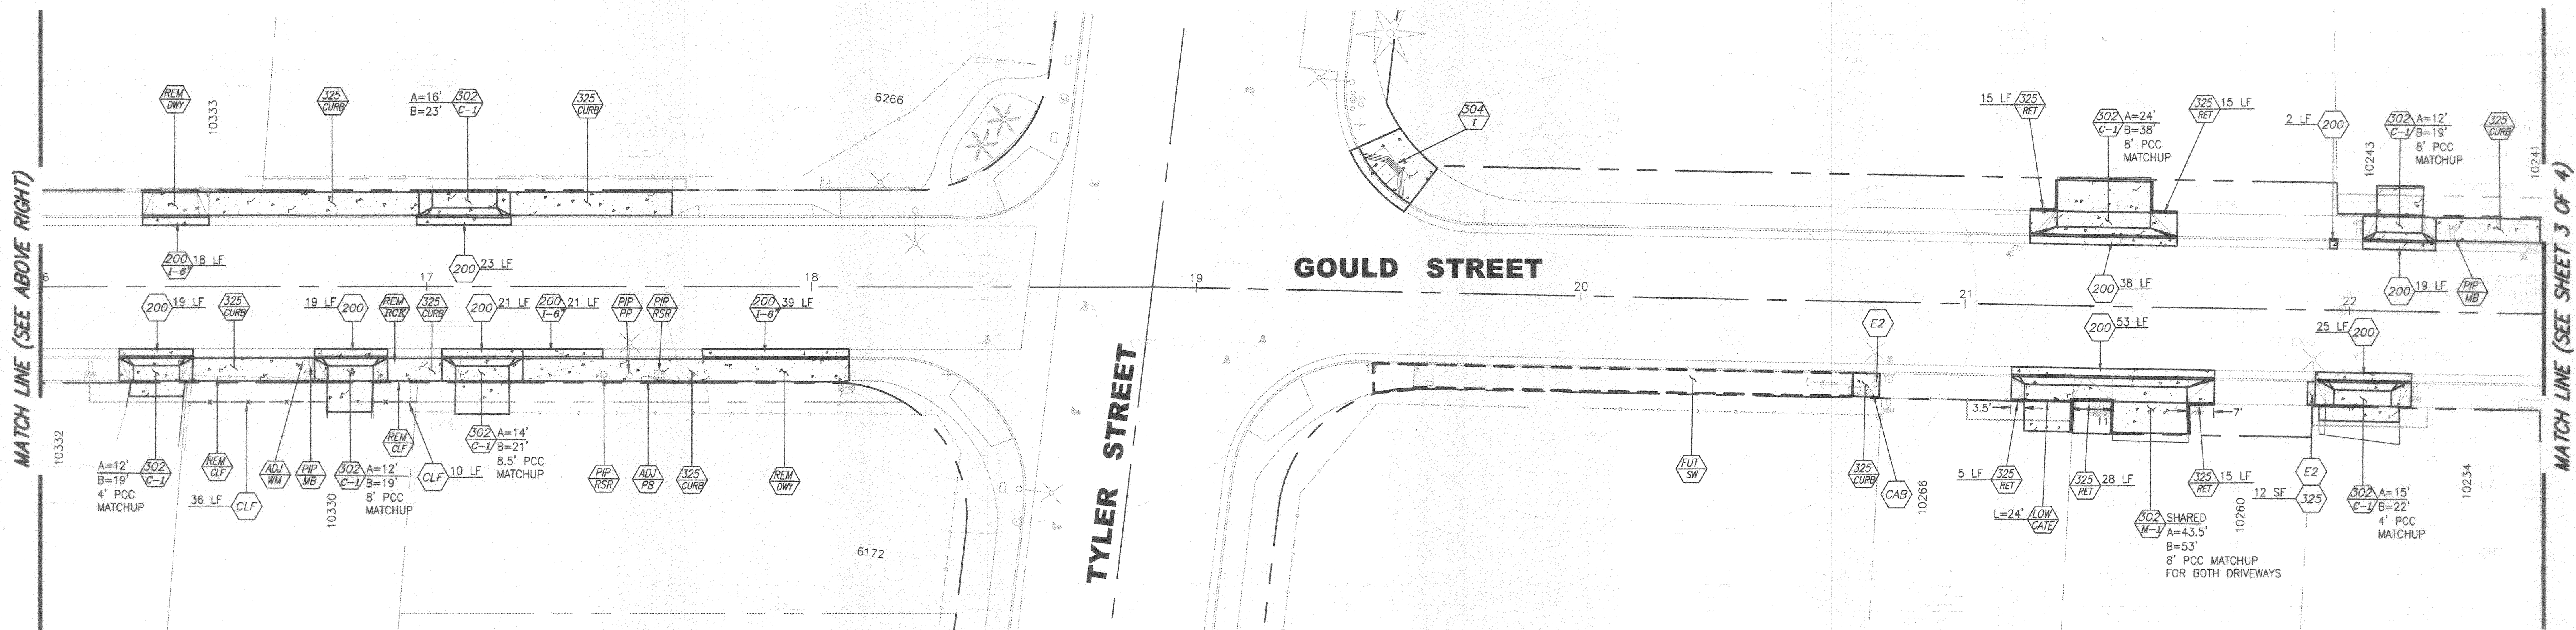 MATCH LINE (SEE ABOVE RIGHT)
REM
DWY
10333
325
CURB
A=16'
B=23'
302
C-1
325
CURB
6266
304
I
15 LF
325
RET
302
C-1
A=24'
B=38'
8' PCC
MATCHUP
325
RET
15 LF
2 LF
200
10243
302
C-1
A=12'
B=19'
8' PCC
MATCHUP
325
CURB
10241
200
I-6"
18 LF
200
23 LF
200
38 LF
200
19 LF
PIP
MB
6
17
18
19
20
21
22
GOULD STREET
TYLER STREET
200
19 LF
325
CURB
19 LF
200
REM
RCK
325
CURB
200
21 LF
200
I-6"
21 LF
PIP
PP
PIP
RSR
200
I-6"
39 LF
E2
200
53 LF
25 LF
200
10332
A=12'
B=19'
4' PCC
MATCHUP
302
C-1
REM
CLF
36 LF
CLF
ADJ
WM
PIP
MB
10330
302
C-1
A=12'
B=19'
8' PCC
MATCHUP
REM
CLF
CLF
10 LF
302
C-1
A=14'
B=21'
8.5' PCC
MATCHUP
PIP
RSR
ADJ
PB
325
CURB
REM
DWY
6172
FUT
SW
325
CURB
CAB
10266
3.5'
11
7'
5 LF
325
RET
L=24'
LOW
GATE
325
RET
28 LF
302
M-1
SHARED
A=43.5'
B=53'
8' PCC MATCHUP
FOR BOTH DRIVEWAYS
325
RET
15 LF
10260
E2
12 SF
325
302
C-1
A=15'
B=22'
4' PCC
MATCHUP
10234
MATCH LINE (SEE SHEET 3 OF 4)